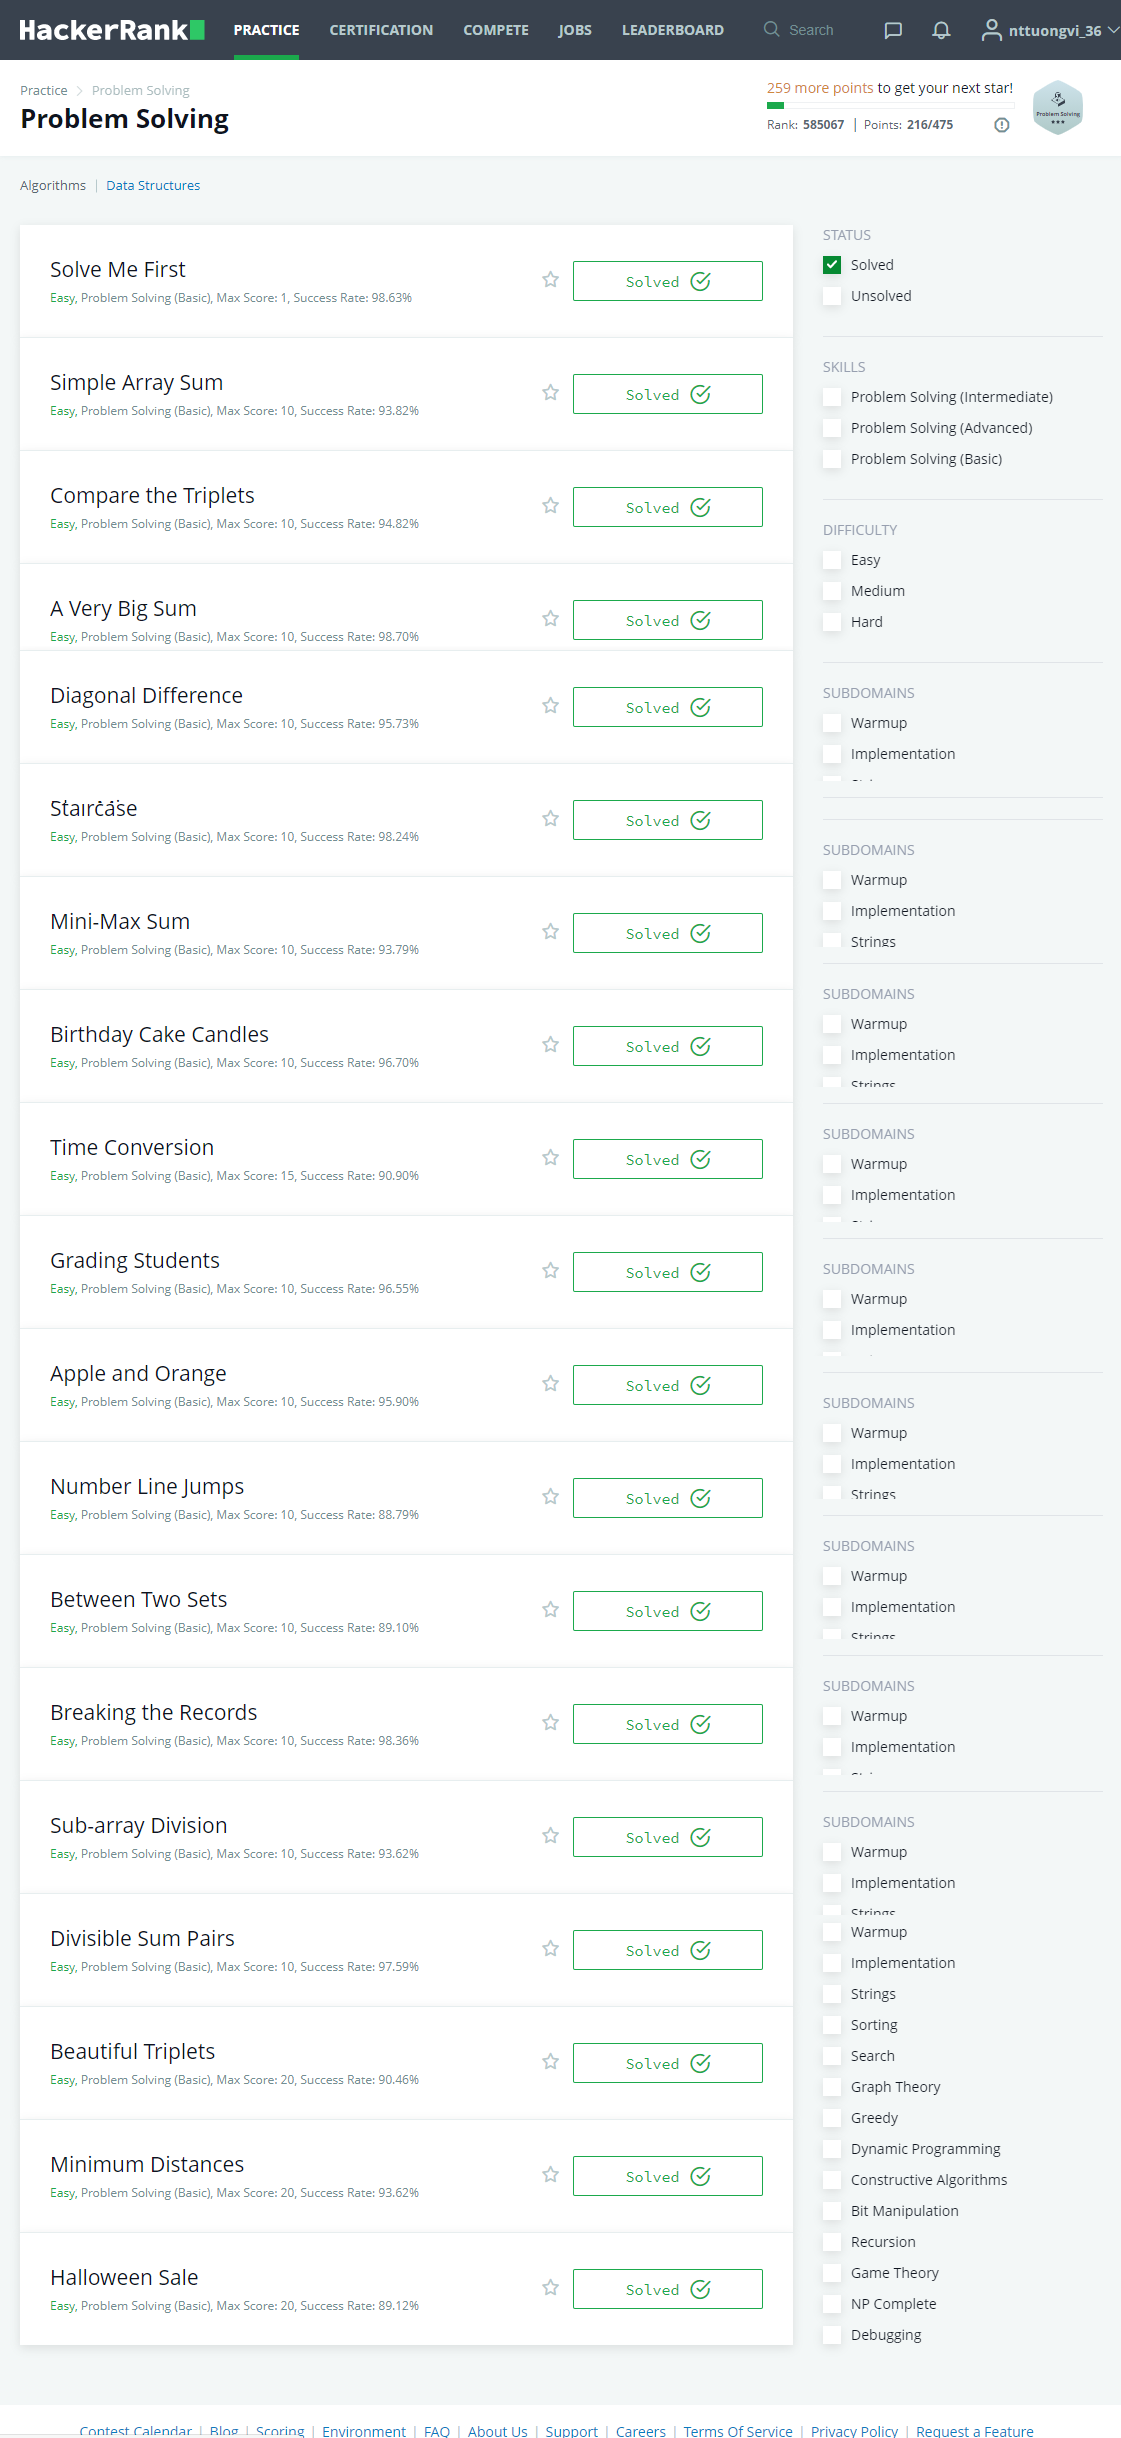 HackerRank PRACTICE CERTIFICATION COMPETE JOBS LEADERBOARD Search nttuongvi_36
Practice > Problem Solving
Problem Solving
259 more points to get your next star!
Rank: 585067 | Points: 216/475
Problem Solving
Algorithms | Data Structures
Solve Me First
Easy, Problem Solving (Basic), Max Score: 1, Success Rate: 98.63%
Solved
Simple Array Sum
Easy, Problem Solving (Basic), Max Score: 10, Success Rate: 93.82%
Solved
Compare the Triplets
Easy, Problem Solving (Basic), Max Score: 10, Success Rate: 94.82%
Solved
A Very Big Sum
Easy, Problem Solving (Basic), Max Score: 10, Success Rate: 98.70%
Solved
Diagonal Difference
Easy, Problem Solving (Basic), Max Score: 10, Success Rate: 95.73%
Solved
Staircase
Easy, Problem Solving (Basic), Max Score: 10, Success Rate: 98.24%
Solved
Mini-Max Sum
Easy, Problem Solving (Basic), Max Score: 10, Success Rate: 93.79%
Solved
Birthday Cake Candles
Easy, Problem Solving (Basic), Max Score: 10, Success Rate: 96.70%
Solved
Time Conversion
Easy, Problem Solving (Basic), Max Score: 15, Success Rate: 90.90%
Solved
Grading Students
Easy, Problem Solving (Basic), Max Score: 10, Success Rate: 96.55%
Solved
Apple and Orange
Easy, Problem Solving (Basic), Max Score: 10, Success Rate: 95.90%
Solved
Number Line Jumps
Easy, Problem Solving (Basic), Max Score: 10, Success Rate: 88.79%
Solved
Between Two Sets
Easy, Problem Solving (Basic), Max Score: 10, Success Rate: 89.10%
Solved
Breaking the Records
Easy, Problem Solving (Basic), Max Score: 10, Success Rate: 98.36%
Solved
Sub-array Division
Easy, Problem Solving (Basic), Max Score: 10, Success Rate: 93.62%
Solved
Divisible Sum Pairs
Easy, Problem Solving (Basic), Max Score: 10, Success Rate: 97.59%
Solved
Beautiful Triplets
Easy, Problem Solving (Basic), Max Score: 20, Success Rate: 90.46%
Solved
Minimum Distances
Easy, Problem Solving (Basic), Max Score: 20, Success Rate: 93.62%
Solved
Halloween Sale
Easy, Problem Solving (Basic), Max Score: 20, Success Rate: 89.12%
Solved
STATUS
Solved
Unsolved
SKILLS
Problem Solving (Intermediate)
Problem Solving (Advanced)
Problem Solving (Basic)
DIFFICULTY
Easy
Medium
Hard
SUBDOMAINS
Warmup
Implementation
SUBDOMAINS
Warmup
Implementation
Strings
SUBDOMAINS
Warmup
Implementation
Strings
SUBDOMAINS
Warmup
Implementation
SUBDOMAINS
Warmup
Implementation
SUBDOMAINS
Warmup
Implementation
Strings
SUBDOMAINS
Warmup
Implementation
Strings
SUBDOMAINS
Warmup
Implementation
SUBDOMAINS
Warmup
Implementation
Strings
Warmup
Implementation
Strings
Sorting
Search
Graph Theory
Greedy
Dynamic Programming
Constructive Algorithms
Bit Manipulation
Recursion
Game Theory
NP Complete
Debugging
Contest Calendar | Blog | Scoring | Environment | FAQ | About Us | Support | Careers | Terms Of Service | Privacy Policy | Request a Feature